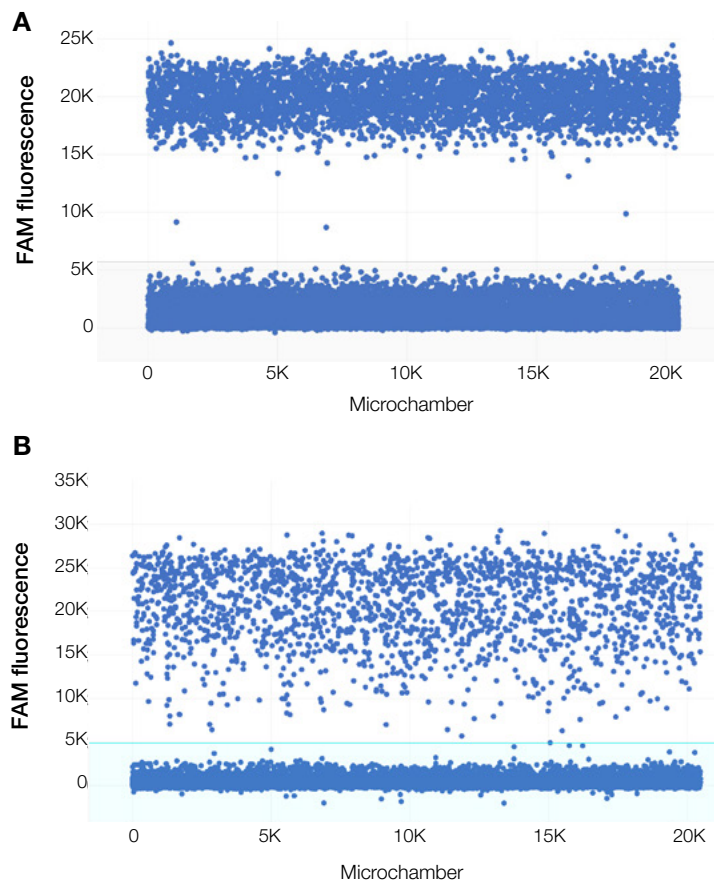 A
25K
20K
15K
10K
5K
0
FAM fluorescence
0 5K 10K 15K 20K
Microchamber
B
35K
30K
25K
20K
15K
10K
5K
0
FAM fluorescence
0 5K 10K 15K 20K
Microchamber